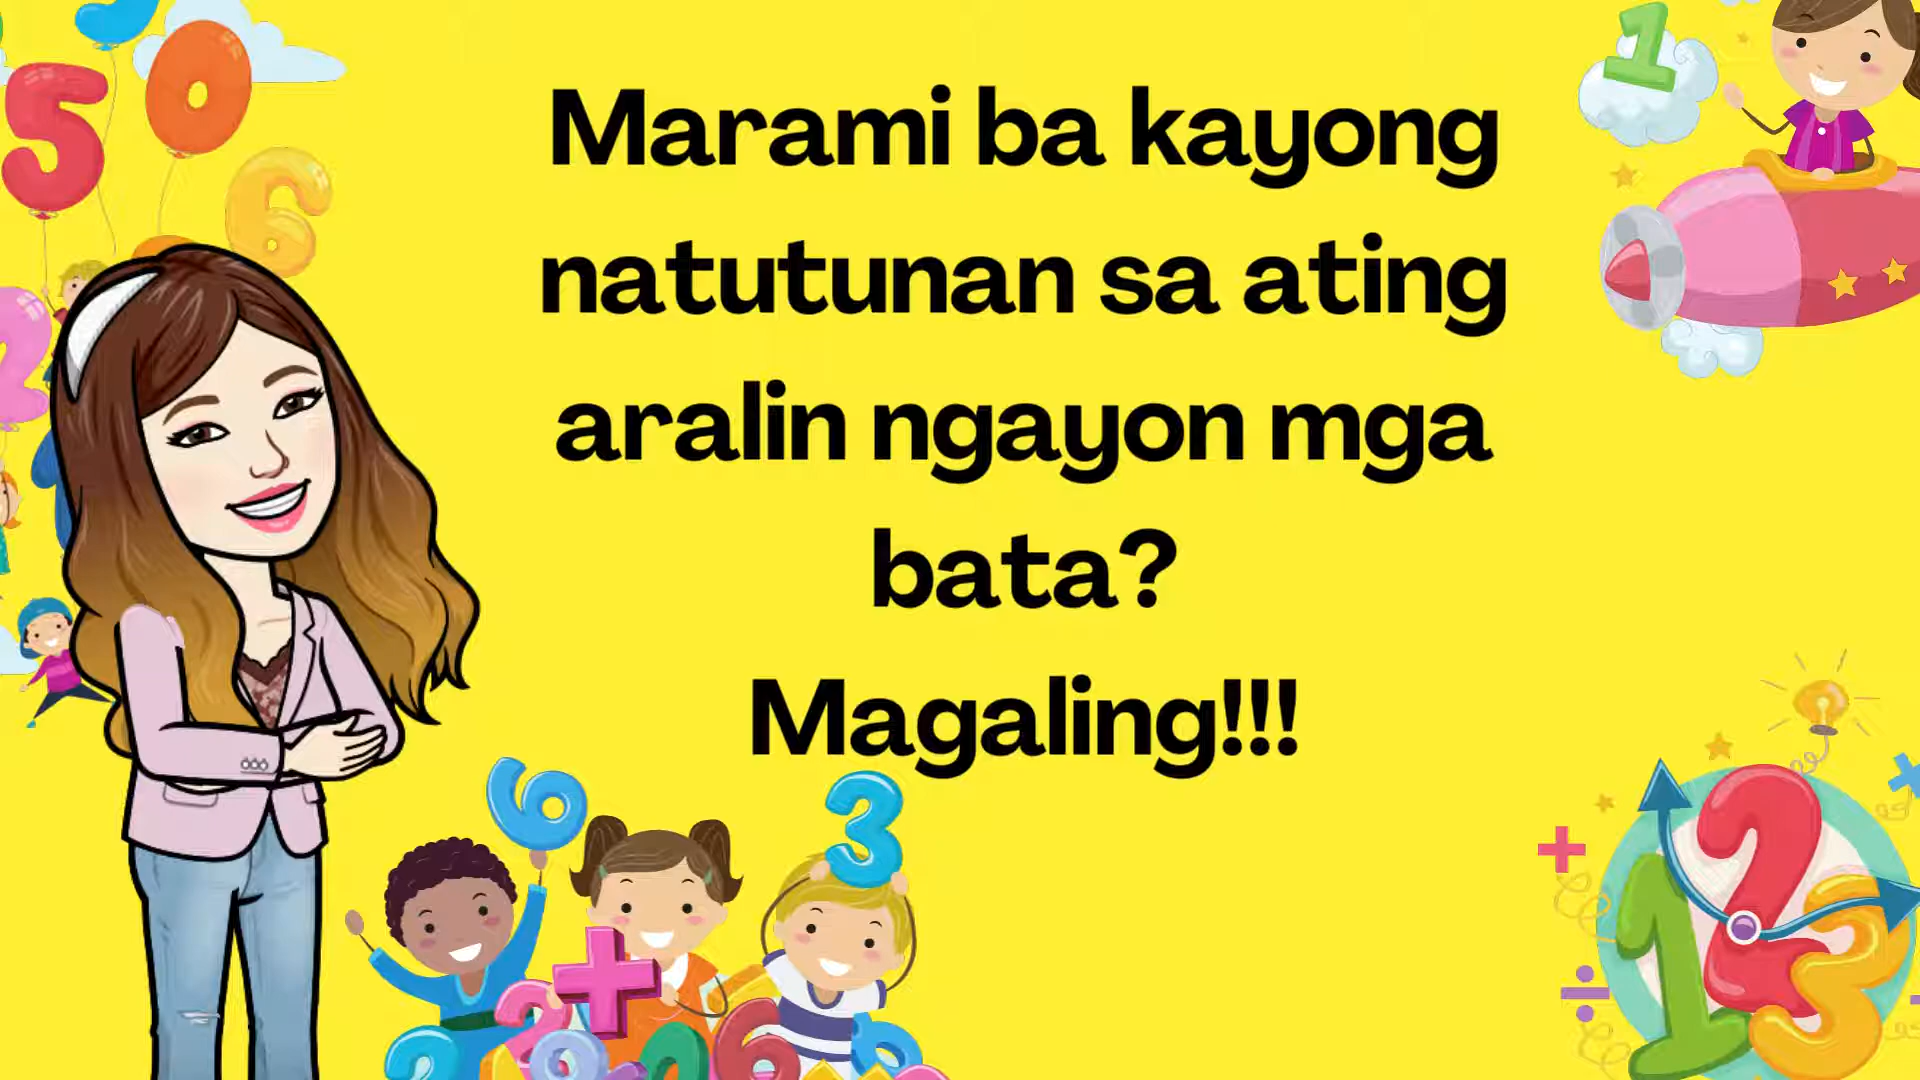 Marami ba kayong
natutunan sa ating
aralin ngayon mga
bata?
Magaling!!!